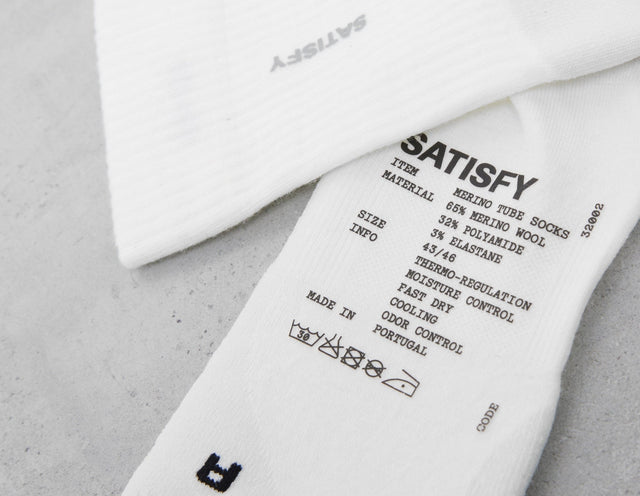 SATISFY
SATISFY
ITEM MERINO TUBE SOCKS
MATERIAL 65% MERINO WOOL
32% POLYAMIDE
3% ELASTANE
SIZE 43/46
INFO THERMO-REGULATION
MOISTURE CONTROL
FAST DRY
COOLING
ODOR CONTROL
MADE IN PORTUGAL
30
32002
CODE
R